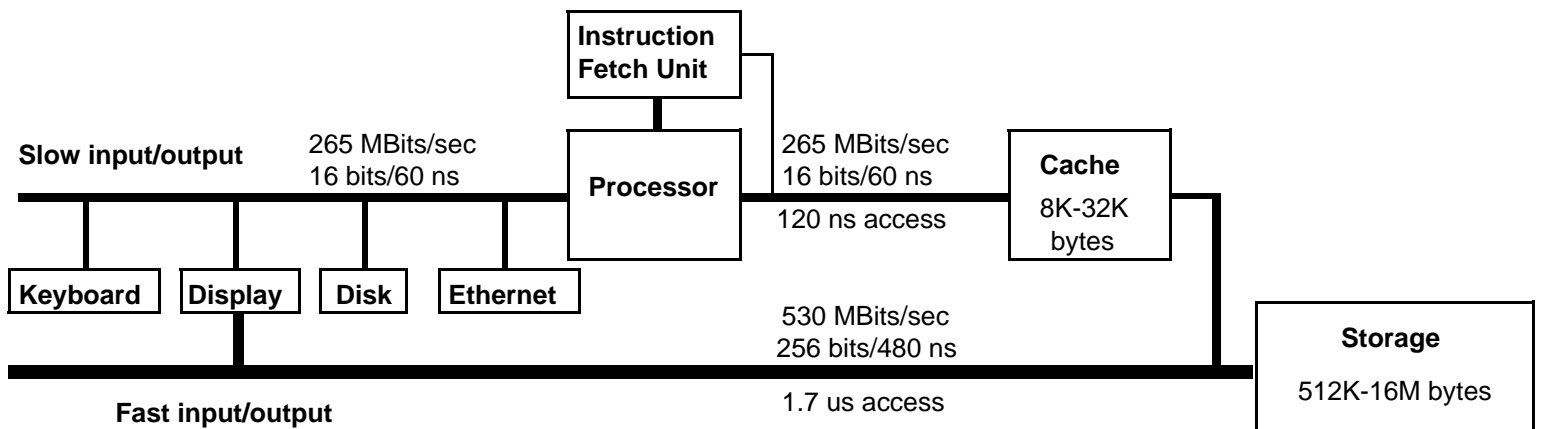 Instruction
Fetch Unit
Slow input/output
265 MBits/sec
16 bits/60 ns
Processor
265 MBits/sec
16 bits/60 ns
120 ns access
Cache
8K-32K
bytes
Keyboard
Display
Disk
Ethernet
530 MBits/sec
256 bits/480 ns
1.7 us access
Fast input/output
Storage
512K-16M bytes